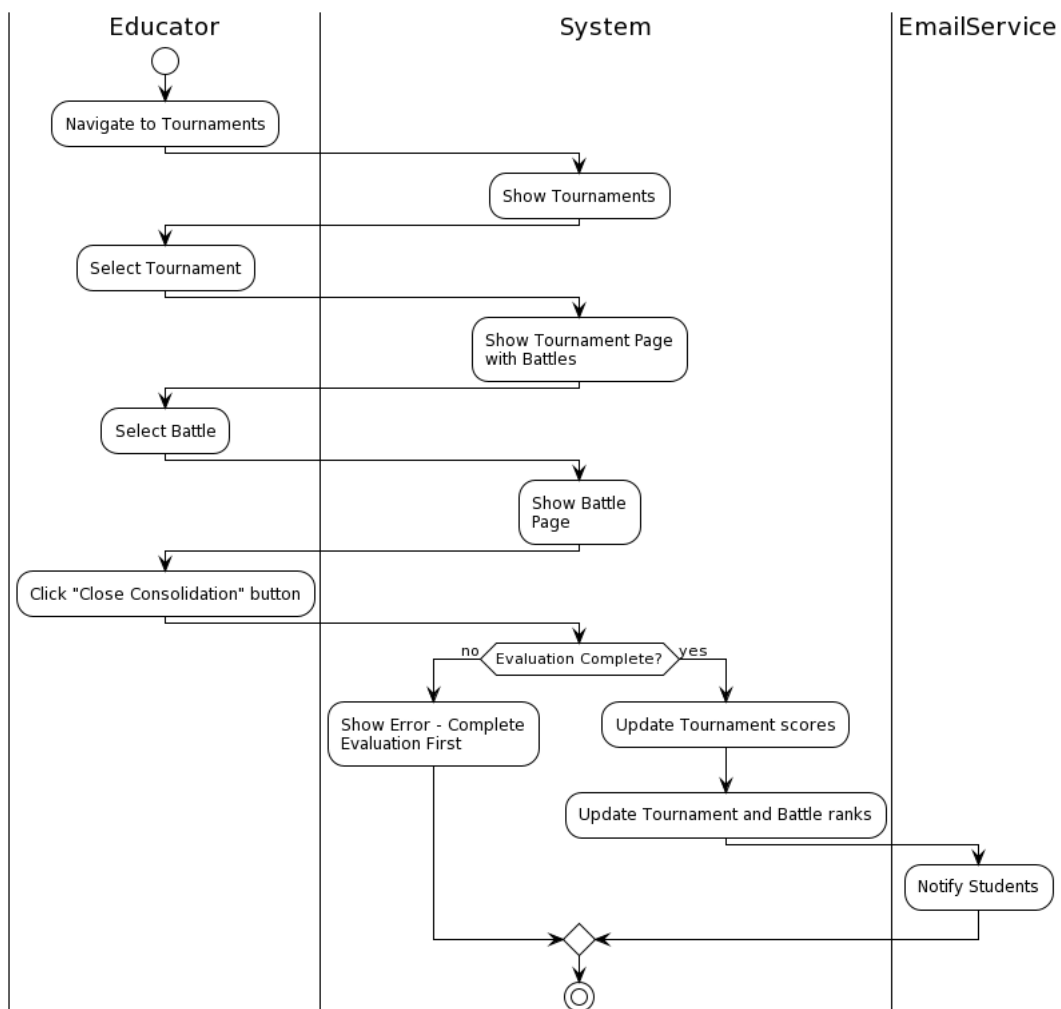 Educator
System
EmailService
Navigate to Tournaments
Show Tournaments
Select Tournament
Show Tournament Page
with Battles
Select Battle
Show Battle
Page
Click "Close Consolidation" button
no
Evaluation Complete?
yes
Show Error - Complete
Evaluation First
Update Tournament scores
Update Tournament and Battle ranks
Notify Students